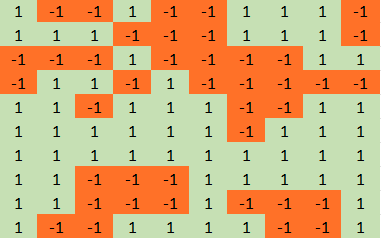 1 -1 -1 1 -1 -1 1 1 1 -1
1 1 1 -1 -1 -1 1 1 1 -1
-1 -1 -1 1 -1 -1 -1 -1 1 1
-1 1 1 -1 1 -1 -1 -1 -1 -1
1 1 -1 1 1 1 -1 -1 1 1
1 1 1 1 1 1 -1 1 1 1
1 1 1 1 1 1 1 1 1 1
1 1 -1 -1 -1 1 1 1 1 1
1 1 -1 -1 -1 1 -1 -1 -1 1
1 -1 -1 1 1 1 1 -1 -1 1